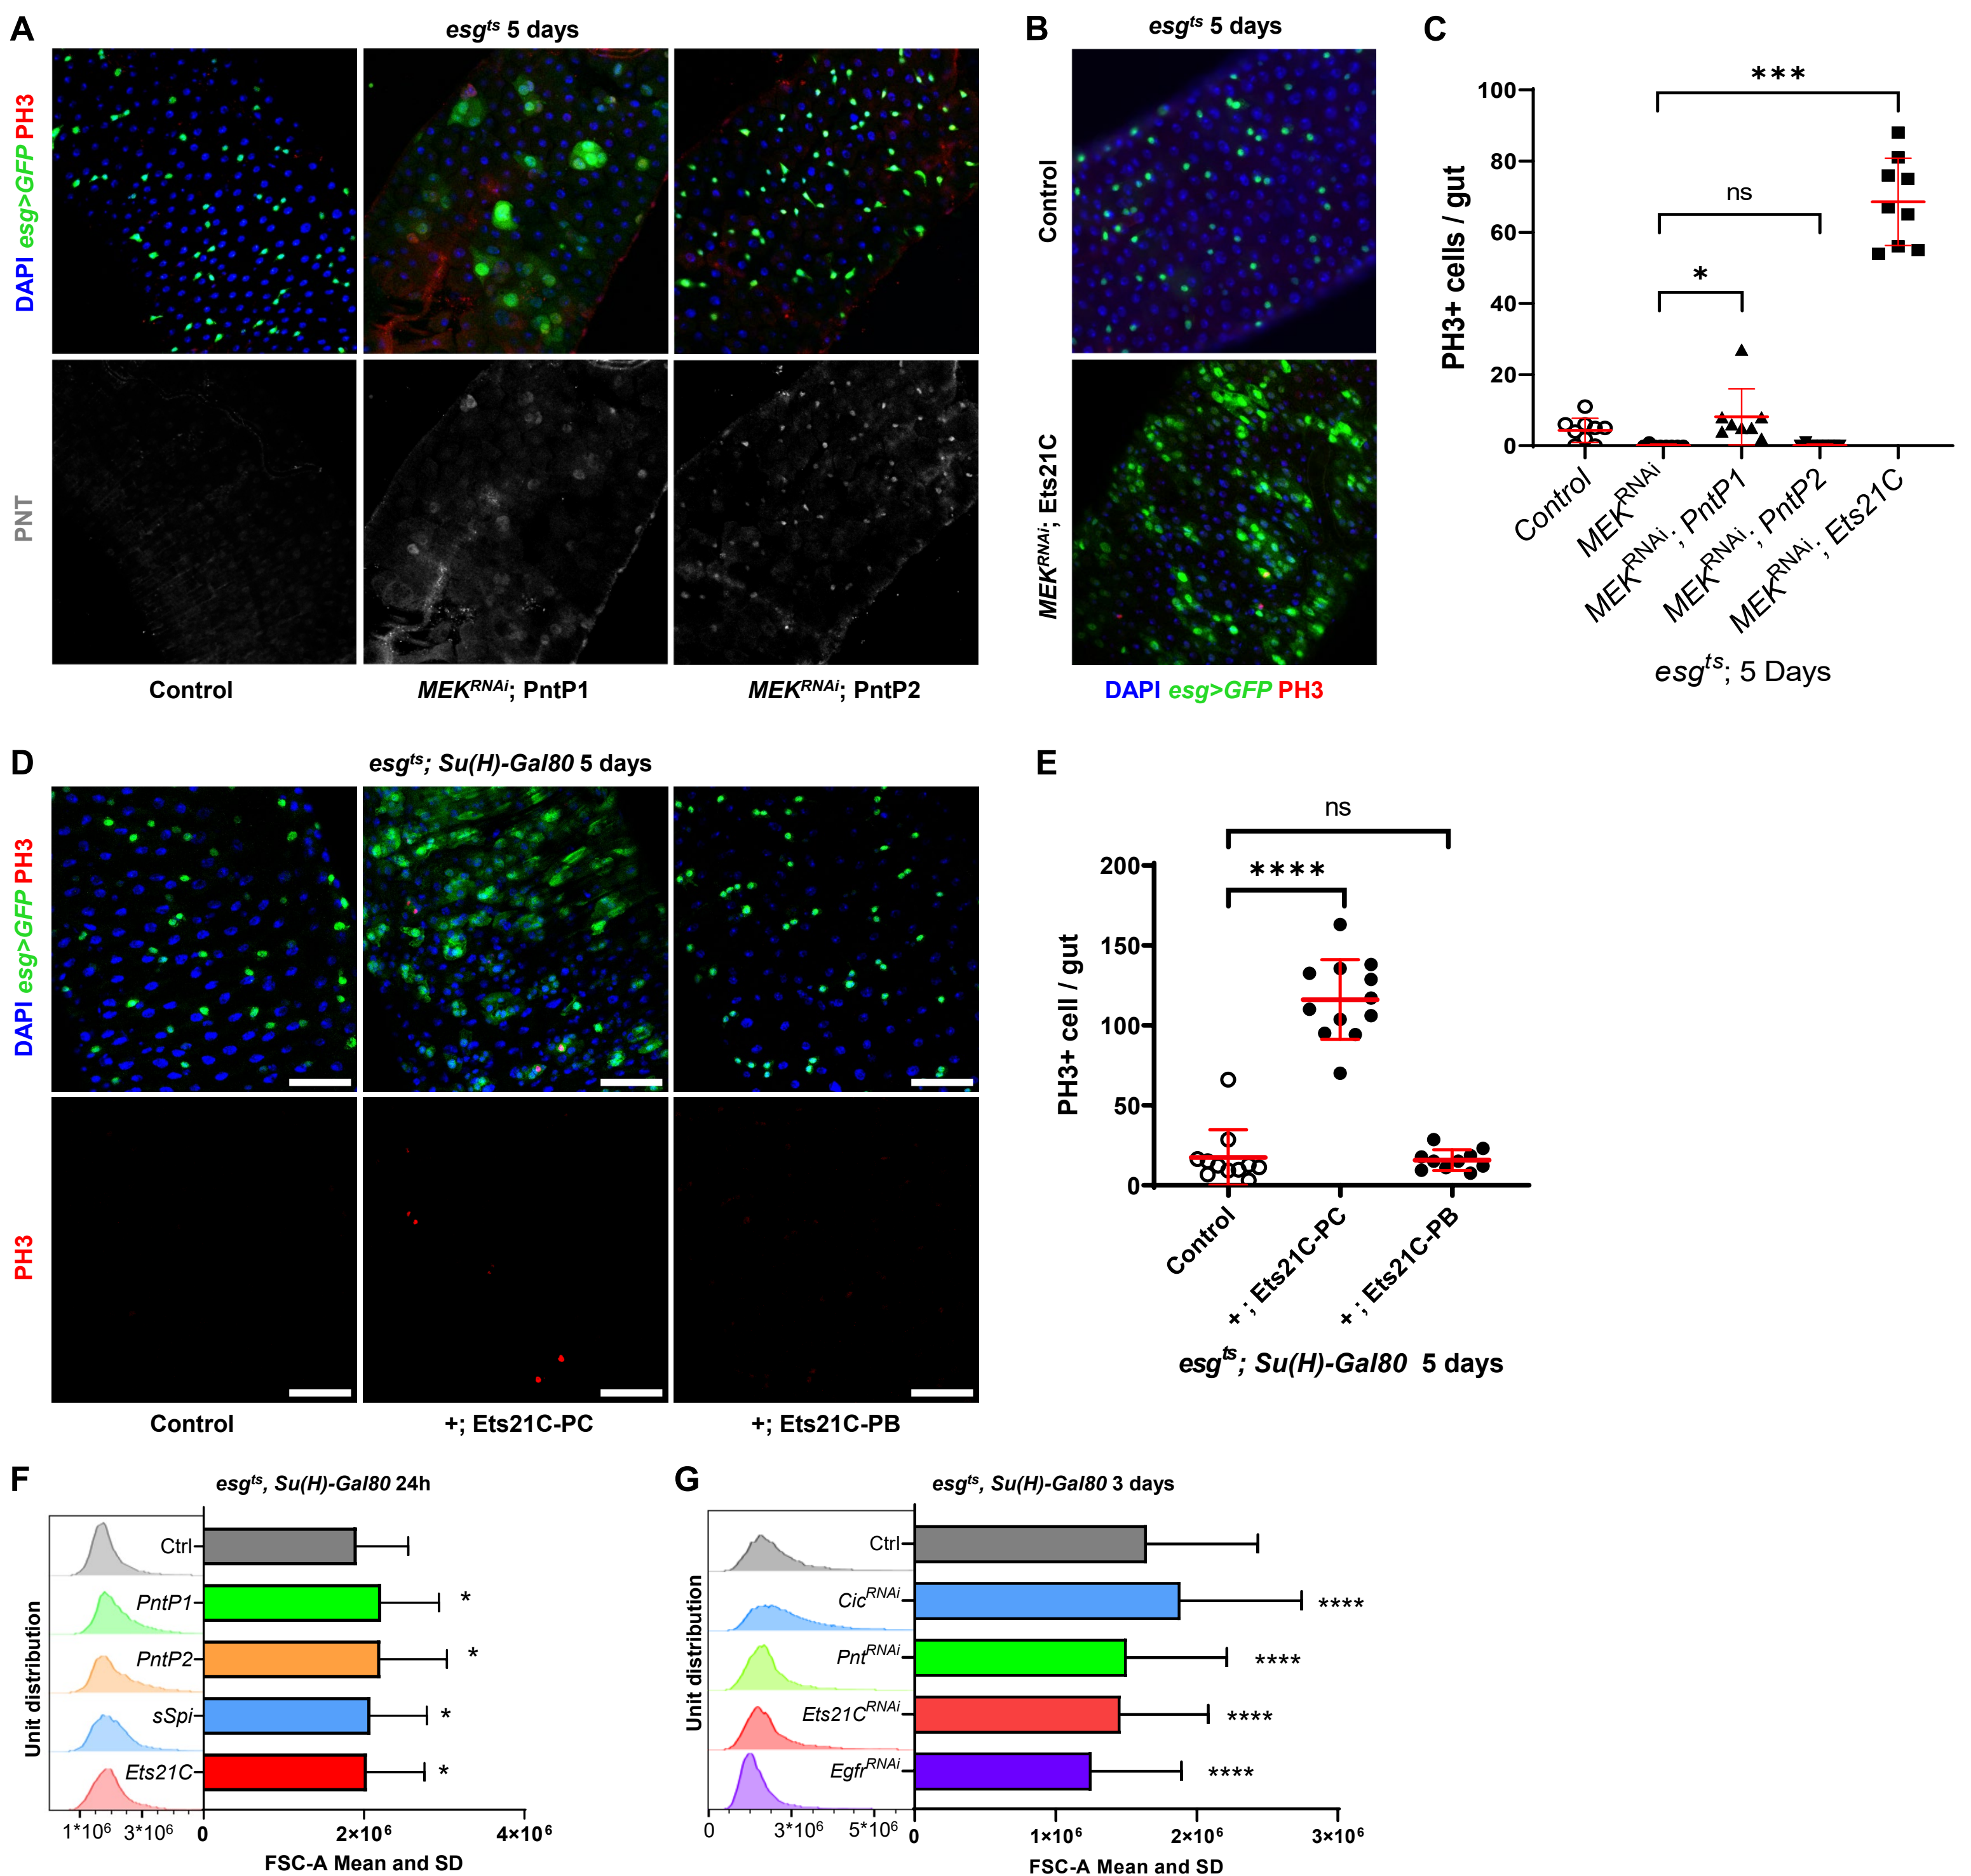 A
esgᵗˢ 5 days
DAPI esg>GFP PH3
PNT
Control
MEKᴿᴺᴬⁱ; PntP1
MEKᴿᴺᴬⁱ; PntP2
B
esgᵗˢ 5 days
Control
MEKᴿᴺᴬⁱ; Ets21C
DAPI esg>GFP PH3
C
PH3+ cells / gut
100
80
60
40
20
0
***
ns
*
Control
MEKᴿᴺᴬⁱ
MEKᴿᴺᴬⁱ; PntP1
MEKᴿᴺᴬⁱ; PntP2
MEKᴿᴺᴬⁱ; Ets21C
esgᵗˢ; 5 Days
D
esgᵗˢ; Su(H)-Gal80 5 days
DAPI esg>GFP PH3
PH3
Control
+; Ets21C-PC
+; Ets21C-PB
E
PH3+ cell / gut
200
150
100
50
0
ns
****
Control
+ ; Ets21C-PC
+ ; Ets21C-PB
esgᵗˢ; Su(H)-Gal80 5 days
F
esgᵗˢ, Su(H)-Gal80 24h
Unit distribution
Ctrl
PntP1 *
PntP2 *
sSpi *
Ets21C *
1*10⁶ 3*10⁶ 0 2×10⁶ 4×10⁶
FSC-A Mean and SD
G
esgᵗˢ, Su(H)-Gal80 3 days
Unit distribution
Ctrl
Cicᴿᴺᴬⁱ ****
Pntᴿᴺᴬⁱ ****
Ets21Cᴿᴺᴬⁱ ****
Egfrᴿᴺᴬⁱ ****
0 3*10⁶ 5*10⁶ 0 1×10⁶ 2×10⁶ 3×10⁶
FSC-A Mean and SD